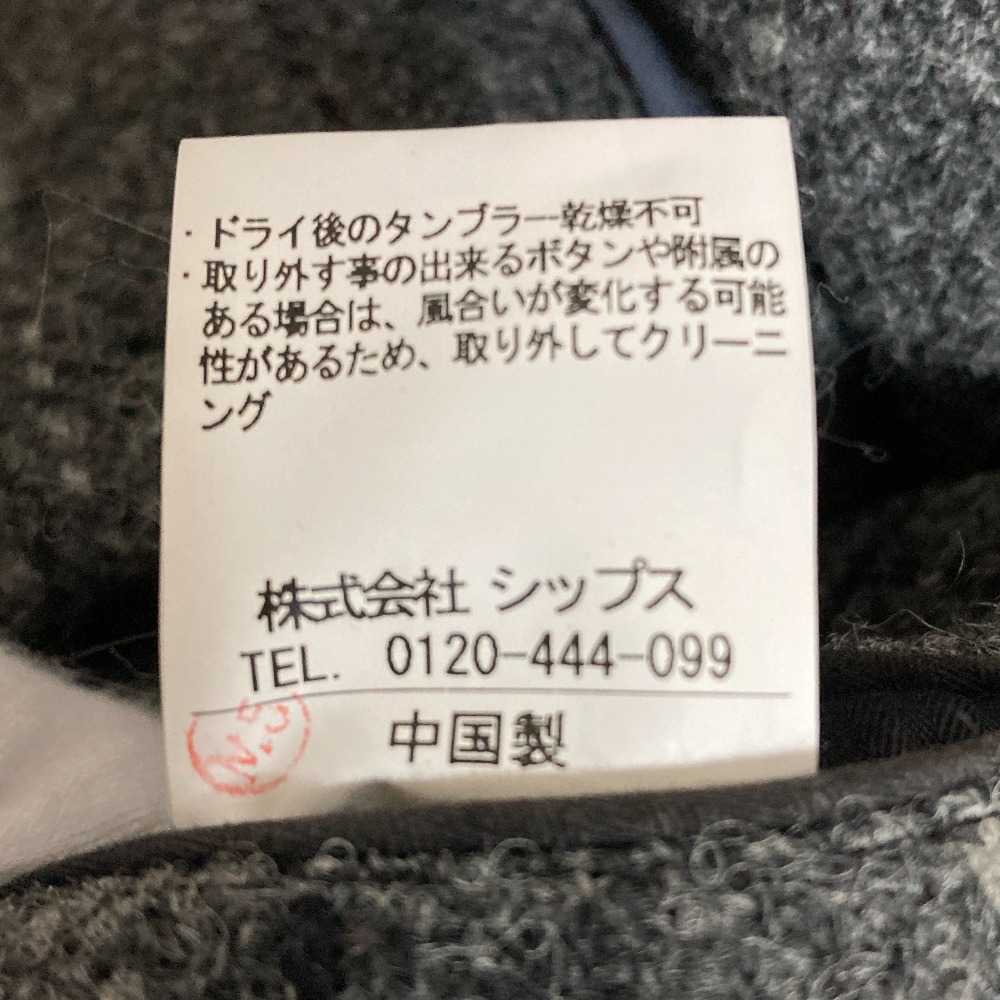 ・ドライ後のタンブラー乾燥不可
・取り外す事の出来るボタンや附属の
ある場合は、風合いが変化する可能
性があるため、取り外してクリーニ
ング
株式会社 シップス
TEL. 0120-444-099
中国製